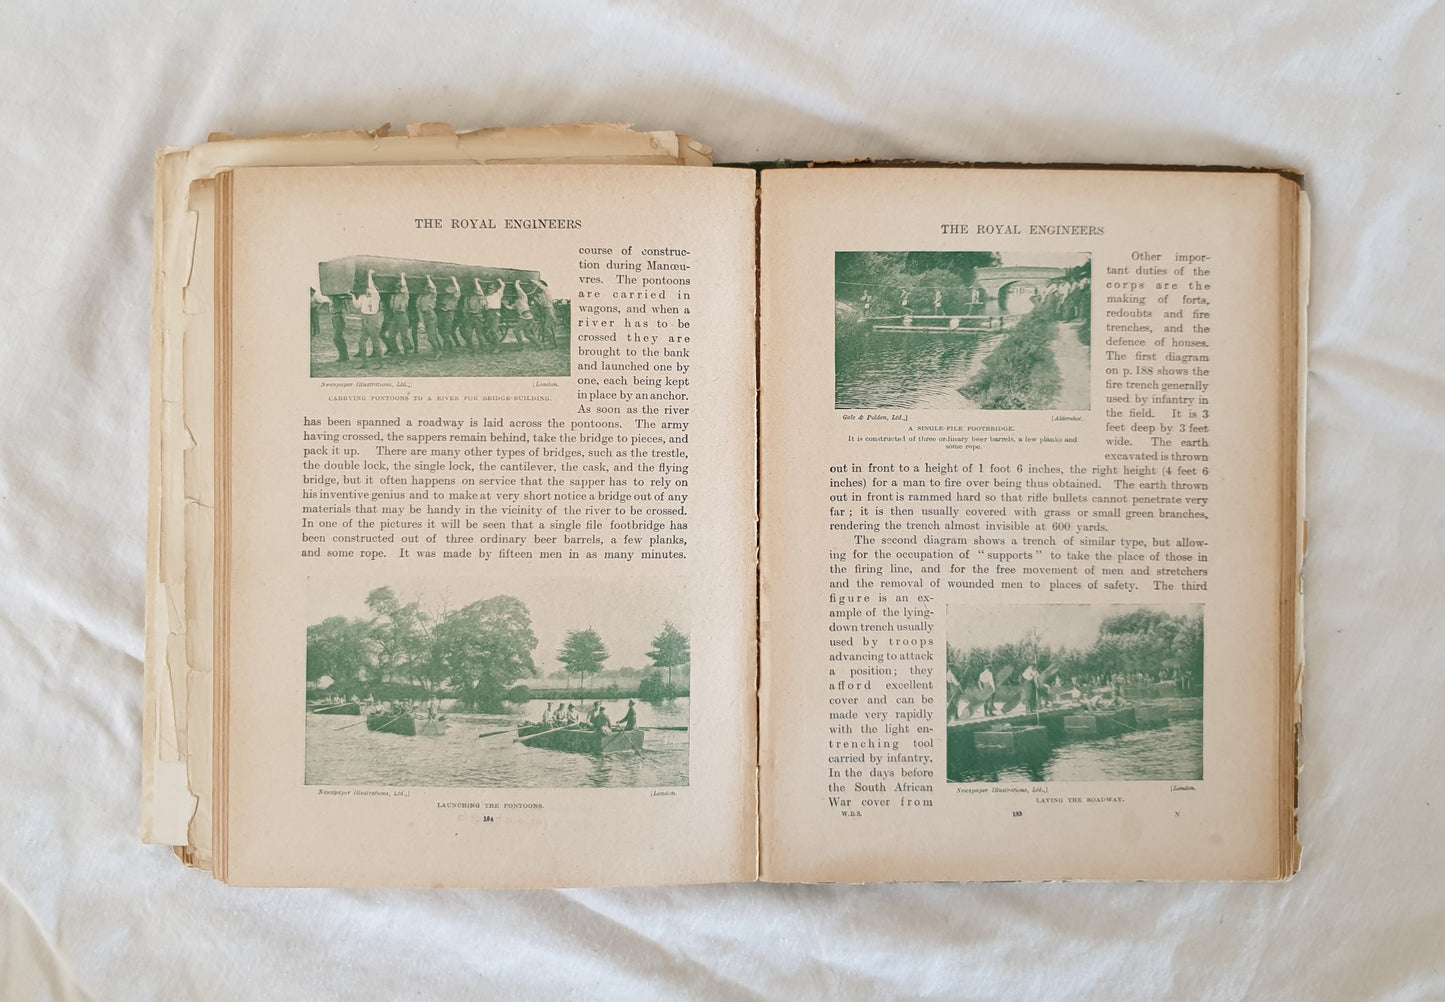 THE ROYAL ENGINEERS
Newspaper Illustrations, Ltd.,]
[London.
CARRYING PONTOONS TO A RIVER FOR BRIDGE-BUILDING.
course of construc-
tion during Manœu-
vres. The pontoons
are carried in
wagons, and when a
river has to be
crossed they are
brought to the bank
and launched one by
one, each being kept
in place by an anchor.
As soon as the river
has been spanned a roadway is laid across the pontoons. The army
having crossed, the sappers remain behind, take the bridge to pieces, and
pack it up. There are many other types of bridges, such as the trestle,
the double lock, the single lock, the cantilever, the cask, and the flying
bridge, but it often happens on service that the sapper has to rely on
his inventive genius and to make at very short notice a bridge out of any
materials that may be handy in the vicinity of the river to be crossed.
In one of the pictures it will be seen that a single file footbridge has
been constructed out of three ordinary beer barrels, a few planks,
and some rope. It was made by fifteen men in as many minutes.
Newspaper Illustrations, Ltd.,]
[London.
LAUNCHING THE PONTOONS.
184
THE ROYAL ENGINEERS
Gale & Polden, Ltd.,]
[Aldershot.
A SINGLE-FILE FOOTBRIDGE.
It is constructed of three ordinary beer barrels, a few planks and
some rope.
Other impor-
tant duties of the
corps are the
making of forts,
redoubts and fire
trenches, and the
defence of houses.
The first diagram
on p. 188 shows the
fire trench generally
used by infantry in
the field. It is 3
feet deep by 3 feet
wide. The earth
excavated is thrown
out in front to a height of 1 foot 6 inches, the right height (4 feet 6
inches) for a man to fire over being thus obtained. The earth thrown
out in front is rammed hard so that rifle bullets cannot penetrate very
far; it is then usually covered with grass or small green branches,
rendering the trench almost invisible at 600 yards.
The second diagram shows a trench of similar type, but allow-
ing for the occupation of "supports" to take the place of those in
the firing line, and for the free movement of men and stretchers
and the removal of wounded men to places of safety. The third
figure is an ex-
ample of the lying-
down trench usually
used by troops
advancing to attack
a position; they
afford excellent
cover and can be
made very rapidly
with the light en-
trenching tool
carried by infantry.
In the days before
the South African
War cover from
Newspaper Illustrations, Ltd.,]
[London.
LAYING THE ROADWAY.
W.D.S.
185
N